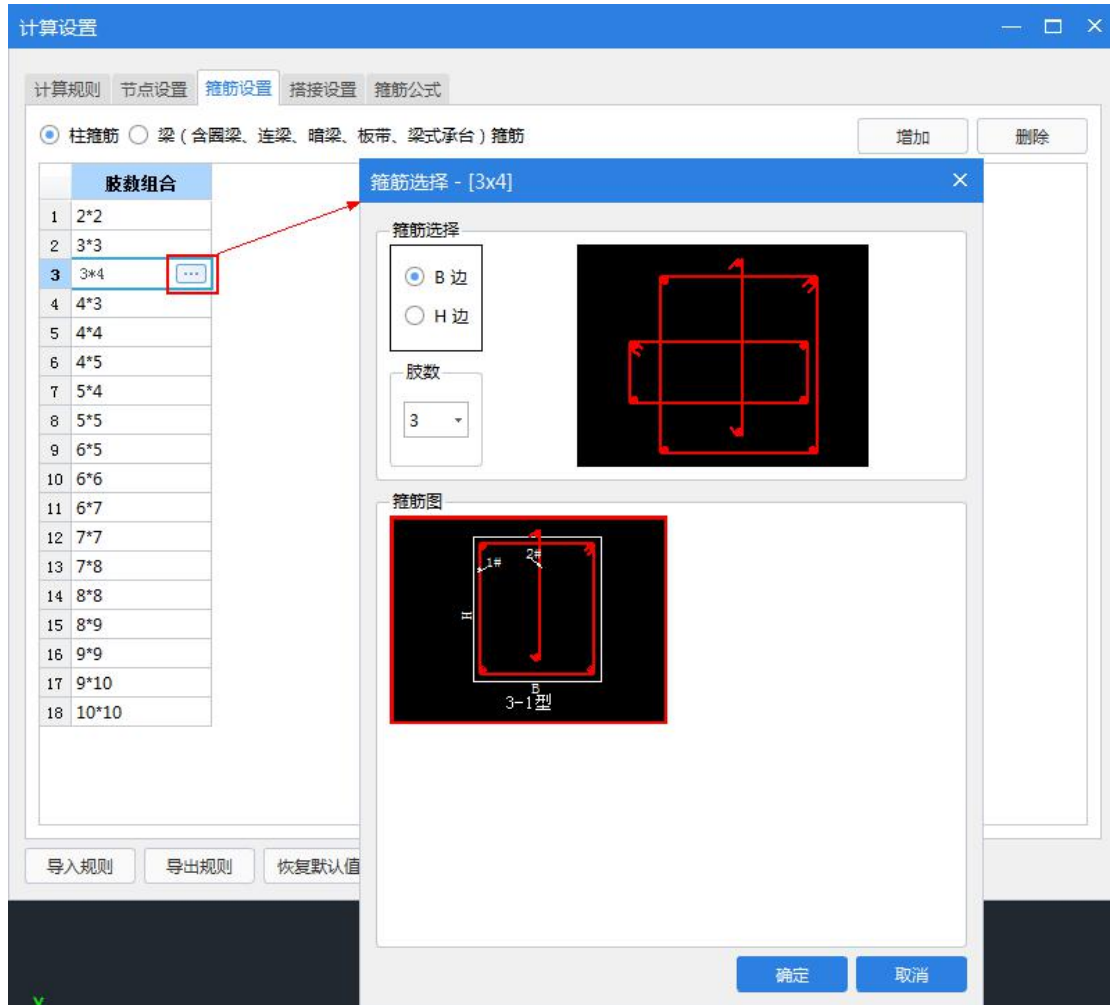 计算设置
计算规则 节点设置 箍筋设置 搭接设置 箍筋公式
柱箍筋 梁（含圈梁、连梁、暗梁、板带、梁式承台）箍筋 增加 删除
肢数组合
1 2*2
2 3*3
3 3*4 ...
4 4*3
5 4*4
6 4*5
7 5*4
8 5*5
9 6*5
10 6*6
11 6*7
12 7*7
13 7*8
14 8*8
15 8*9
16 9*9
17 9*10
18 10*10
导入规则 导出规则 恢复默认值
箍筋选择 - [3x4]
箍筋选择
B 边
H 边
肢数
3
箍筋图
1# 2#
H
B
3-1型
确定 取消
Y